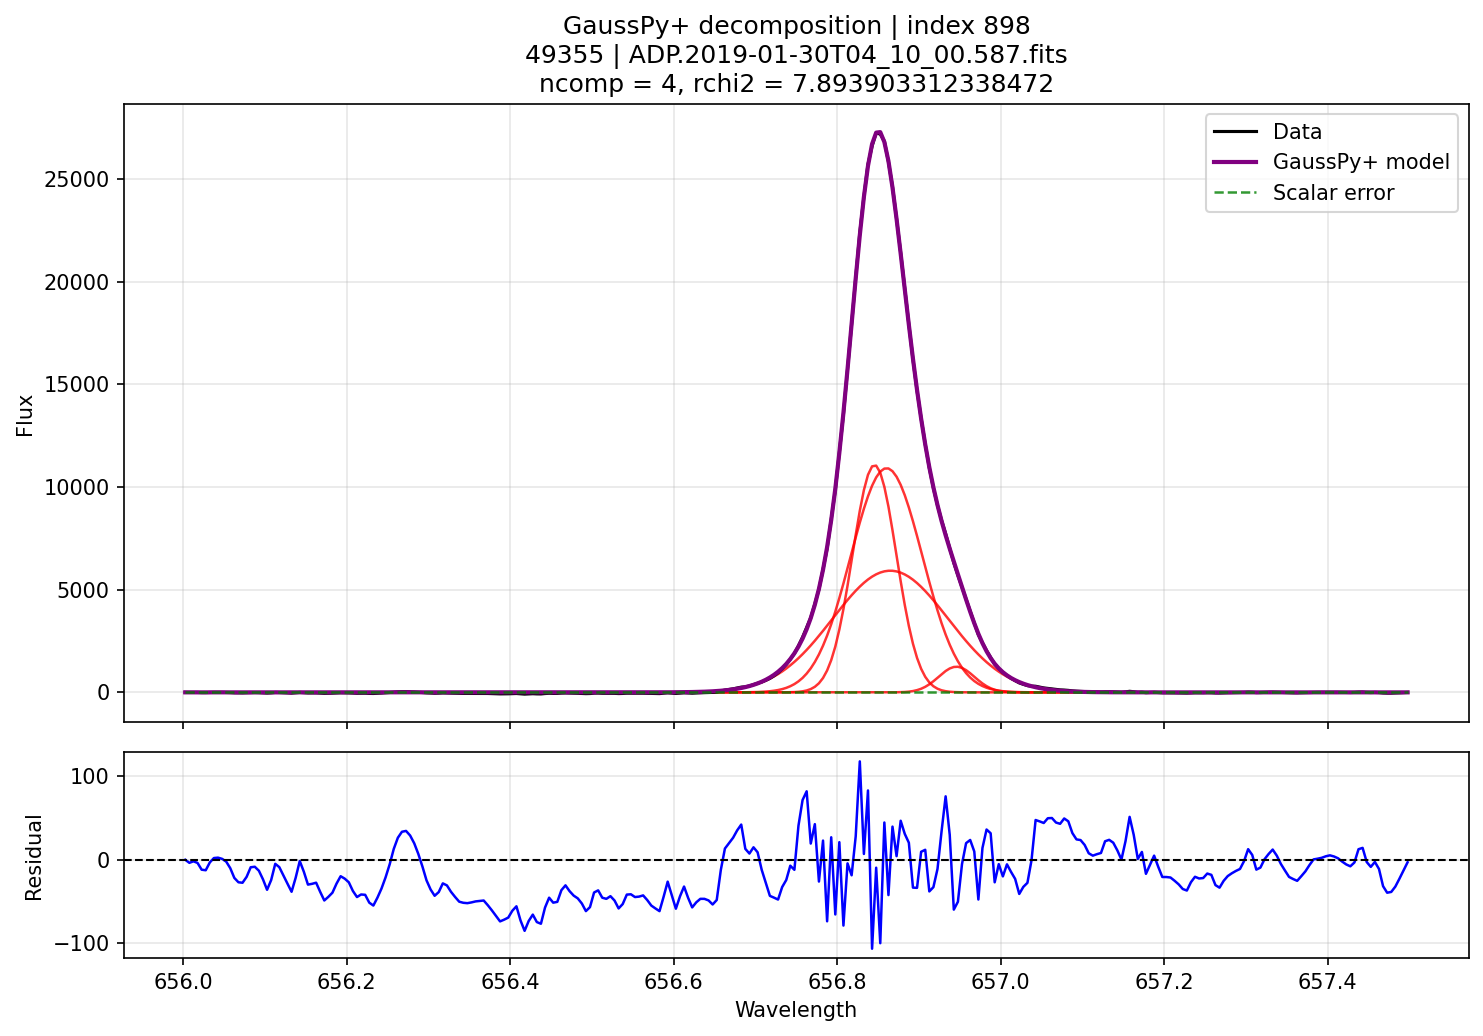 GaussPy+ decomposition | index 898
49355 | ADP.2019-01-30T04_10_00.587.fits
ncomp = 4, rchi2 = 7.893903312338472
Data
GaussPy+ model
Scalar error
Flux
25000
20000
15000
10000
5000
0
Residual
100
0
−100
656.0 656.2 656.4 656.6 656.8 657.0 657.2 657.4
Wavelength